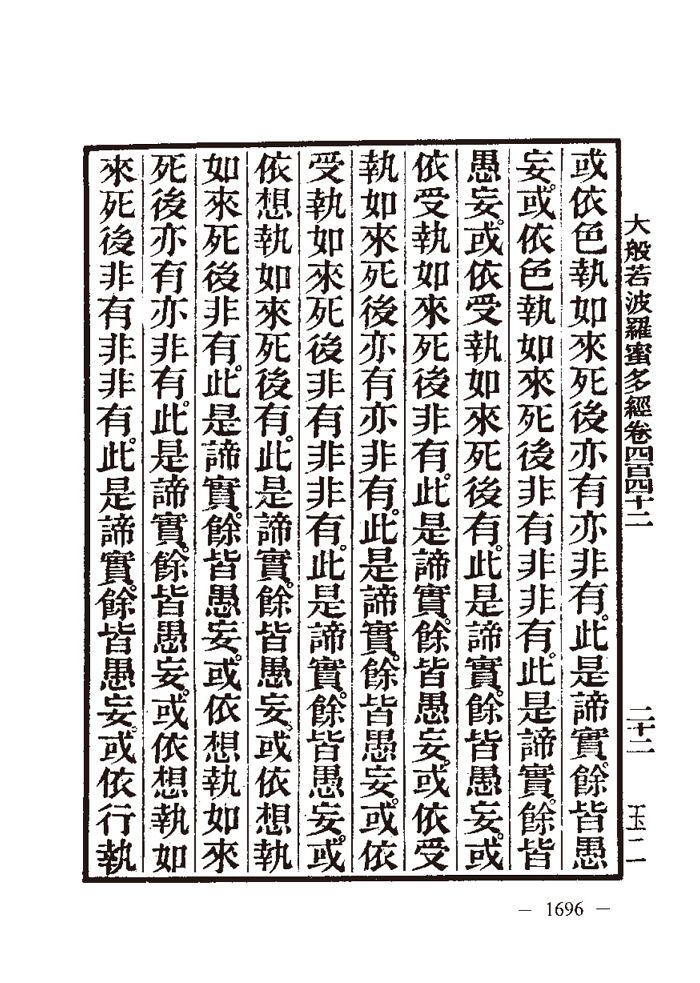 大般若波羅蜜多經卷四百四十二 二十二 玉二
或依色執如來死後亦有亦非有。此是諦實。餘皆愚
妄。或依色執如來死後非有非非有。此是諦實。餘皆
愚妄。或依受執如來死後有。此是諦實。餘皆愚妄。或
依受執如來死後非有。此是諦實。餘皆愚妄。或依受
執如來死後亦有亦非有。此是諦實。餘皆愚妄。或依
受執如來死後非有非非有。此是諦實。餘皆愚妄。或
依想執如來死後有。此是諦實。餘皆愚妄。或依想執
如來死後非有。此是諦實。餘皆愚妄。或依想執如來
死後亦有亦非有。此是諦實。餘皆愚妄。或依想執如
來死後非有非非有。此是諦實。餘皆愚妄。或依行執
— 1696 —